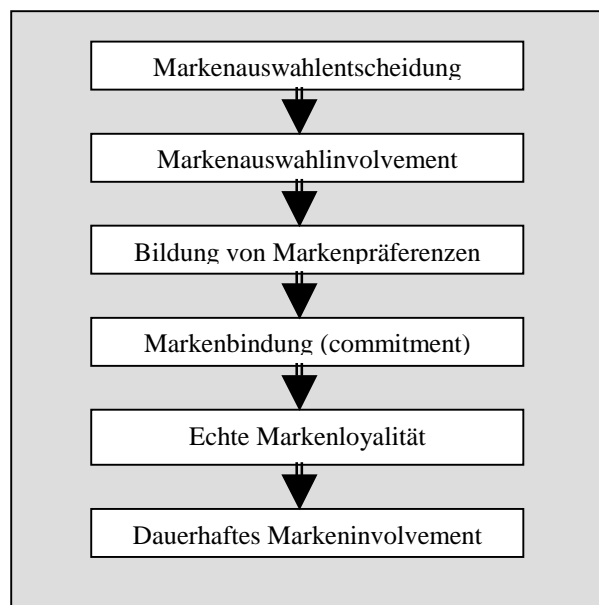 Markenauswahlentscheidung
Markenauswahlinvolvement
Bildung von Markenpräferenzen
Markenbindung (commitment)
Echte Markenloyalität
Dauerhaftes Markeninvolvement